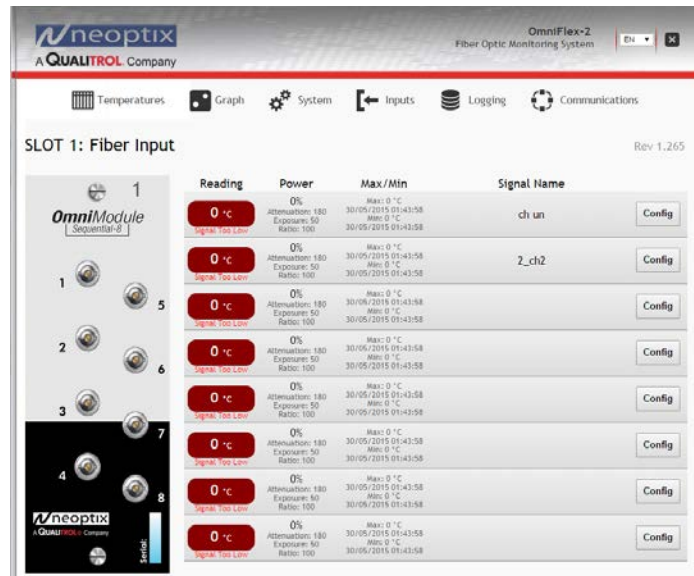 neoptix
A QUALITROL Company
OmniFlex-2
Fiber Optic Monitoring System
EN
Temperatures Graph System Inputs Logging Communications
SLOT 1: Fiber Input
Rev 1.265
1
OmniModule
Sequential-8
1
5
2
6
3
7
4
8
neoptix
A QUALITROL Company
Serial:
Reading Power Max/Min Signal Name
0 °C
Signal Too Low
0%
Attenuation: 180
Exposure: 50
Ratio: 100
Max: 0 °C
30/05/2015 01:43:58
Min: 0 °C
30/05/2015 01:43:58
ch un
Config
0 °C
Signal Too Low
0%
Attenuation: 180
Exposure: 50
Ratio: 100
Max: 0 °C
30/05/2015 01:43:58
Min: 0 °C
30/05/2015 01:43:58
2_ch2
Config
0 °C
Signal Too Low
0%
Attenuation: 180
Exposure: 50
Ratio: 100
Max: 0 °C
30/05/2015 01:43:58
Min: 0 °C
30/05/2015 01:43:58
Config
0 °C
Signal Too Low
0%
Attenuation: 180
Exposure: 50
Ratio: 100
Max: 0 °C
30/05/2015 01:43:58
Min: 0 °C
30/05/2015 01:43:58
Config
0 °C
Signal Too Low
0%
Attenuation: 180
Exposure: 50
Ratio: 100
Max: 0 °C
30/05/2015 01:43:58
Min: 0 °C
30/05/2015 01:43:58
Config
0 °C
Signal Too Low
0%
Attenuation: 180
Exposure: 50
Ratio: 100
Max: 0 °C
30/05/2015 01:43:58
Min: 0 °C
30/05/2015 01:43:58
Config
0 °C
Signal Too Low
0%
Attenuation: 180
Exposure: 50
Ratio: 100
Max: 0 °C
30/05/2015 01:43:58
Min: 0 °C
30/05/2015 01:43:58
Config
0 °C
Signal Too Low
0%
Attenuation: 180
Exposure: 50
Ratio: 100
Max: 0 °C
30/05/2015 01:43:58
Min: 0 °C
30/05/2015 01:43:58
Config